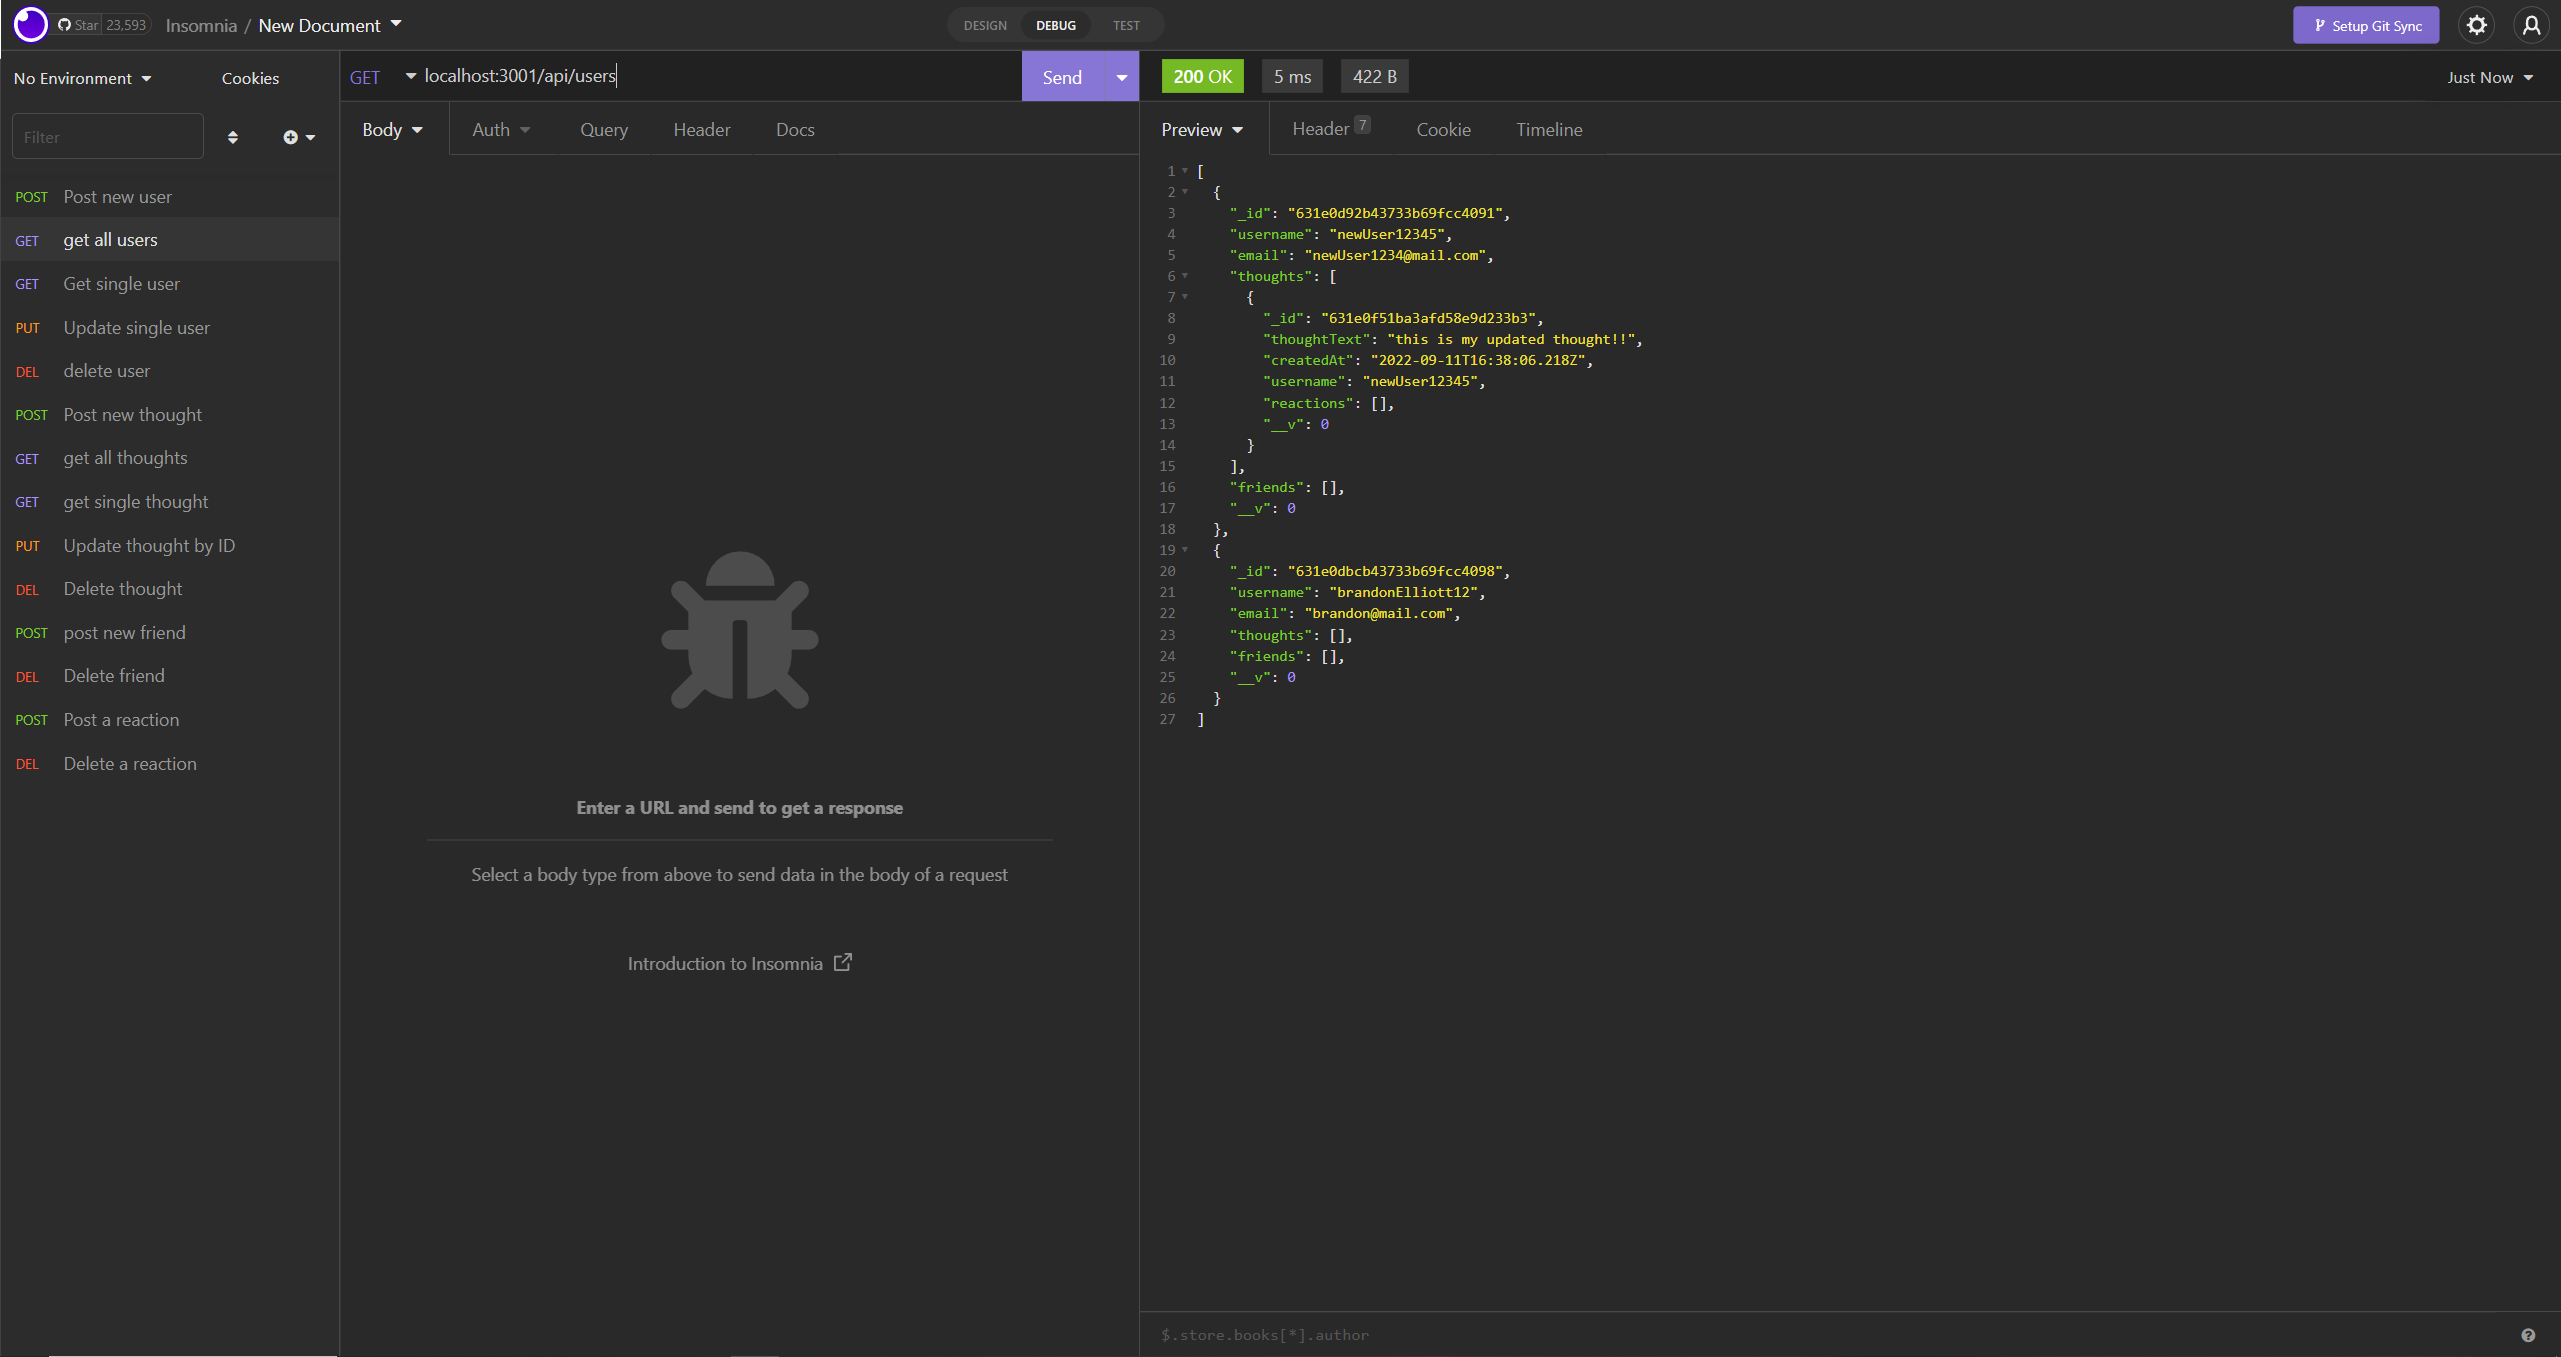 Star 23,593 Insomnia / New Document
DESIGN DEBUG TEST
Setup Git Sync
No Environment Cookies
Filter
POST Post new user
GET get all users
GET Get single user
PUT Update single user
DEL delete user
POST Post new thought
GET get all thoughts
GET get single thought
PUT Update thought by ID
DEL Delete thought
POST post new friend
DEL Delete friend
POST Post a reaction
DEL Delete a reaction
GET localhost:3001/api/users Send
Body Auth Query Header Docs
Enter a URL and send to get a response
Select a body type from above to send data in the body of a request
Introduction to Insomnia
200 OK 5 ms 422 B Just Now
Preview Header 7 Cookie Timeline
1 [
2 {
3 "_id": "631e0d92b43733b69fcc4091",
4 "username": "newUser12345",
5 "email": "newUser1234@mail.com",
6 "thoughts": [
7 {
8 "_id": "631e0f51ba3afd58e9d233b3",
9 "thoughtText": "this is my updated thought!!",
10 "createdAt": "2022-09-11T16:38:06.218Z",
11 "username": "newUser12345",
12 "reactions": [],
13 "__v": 0
14 }
15 ],
16 "friends": [],
17 "__v": 0
18 },
19 {
20 "_id": "631e0dbcb43733b69fcc4098",
21 "username": "brandonElliott12",
22 "email": "brandon@mail.com",
23 "thoughts": [],
24 "friends": [],
25 "__v": 0
26 }
27 ]
$.store.books[*].author